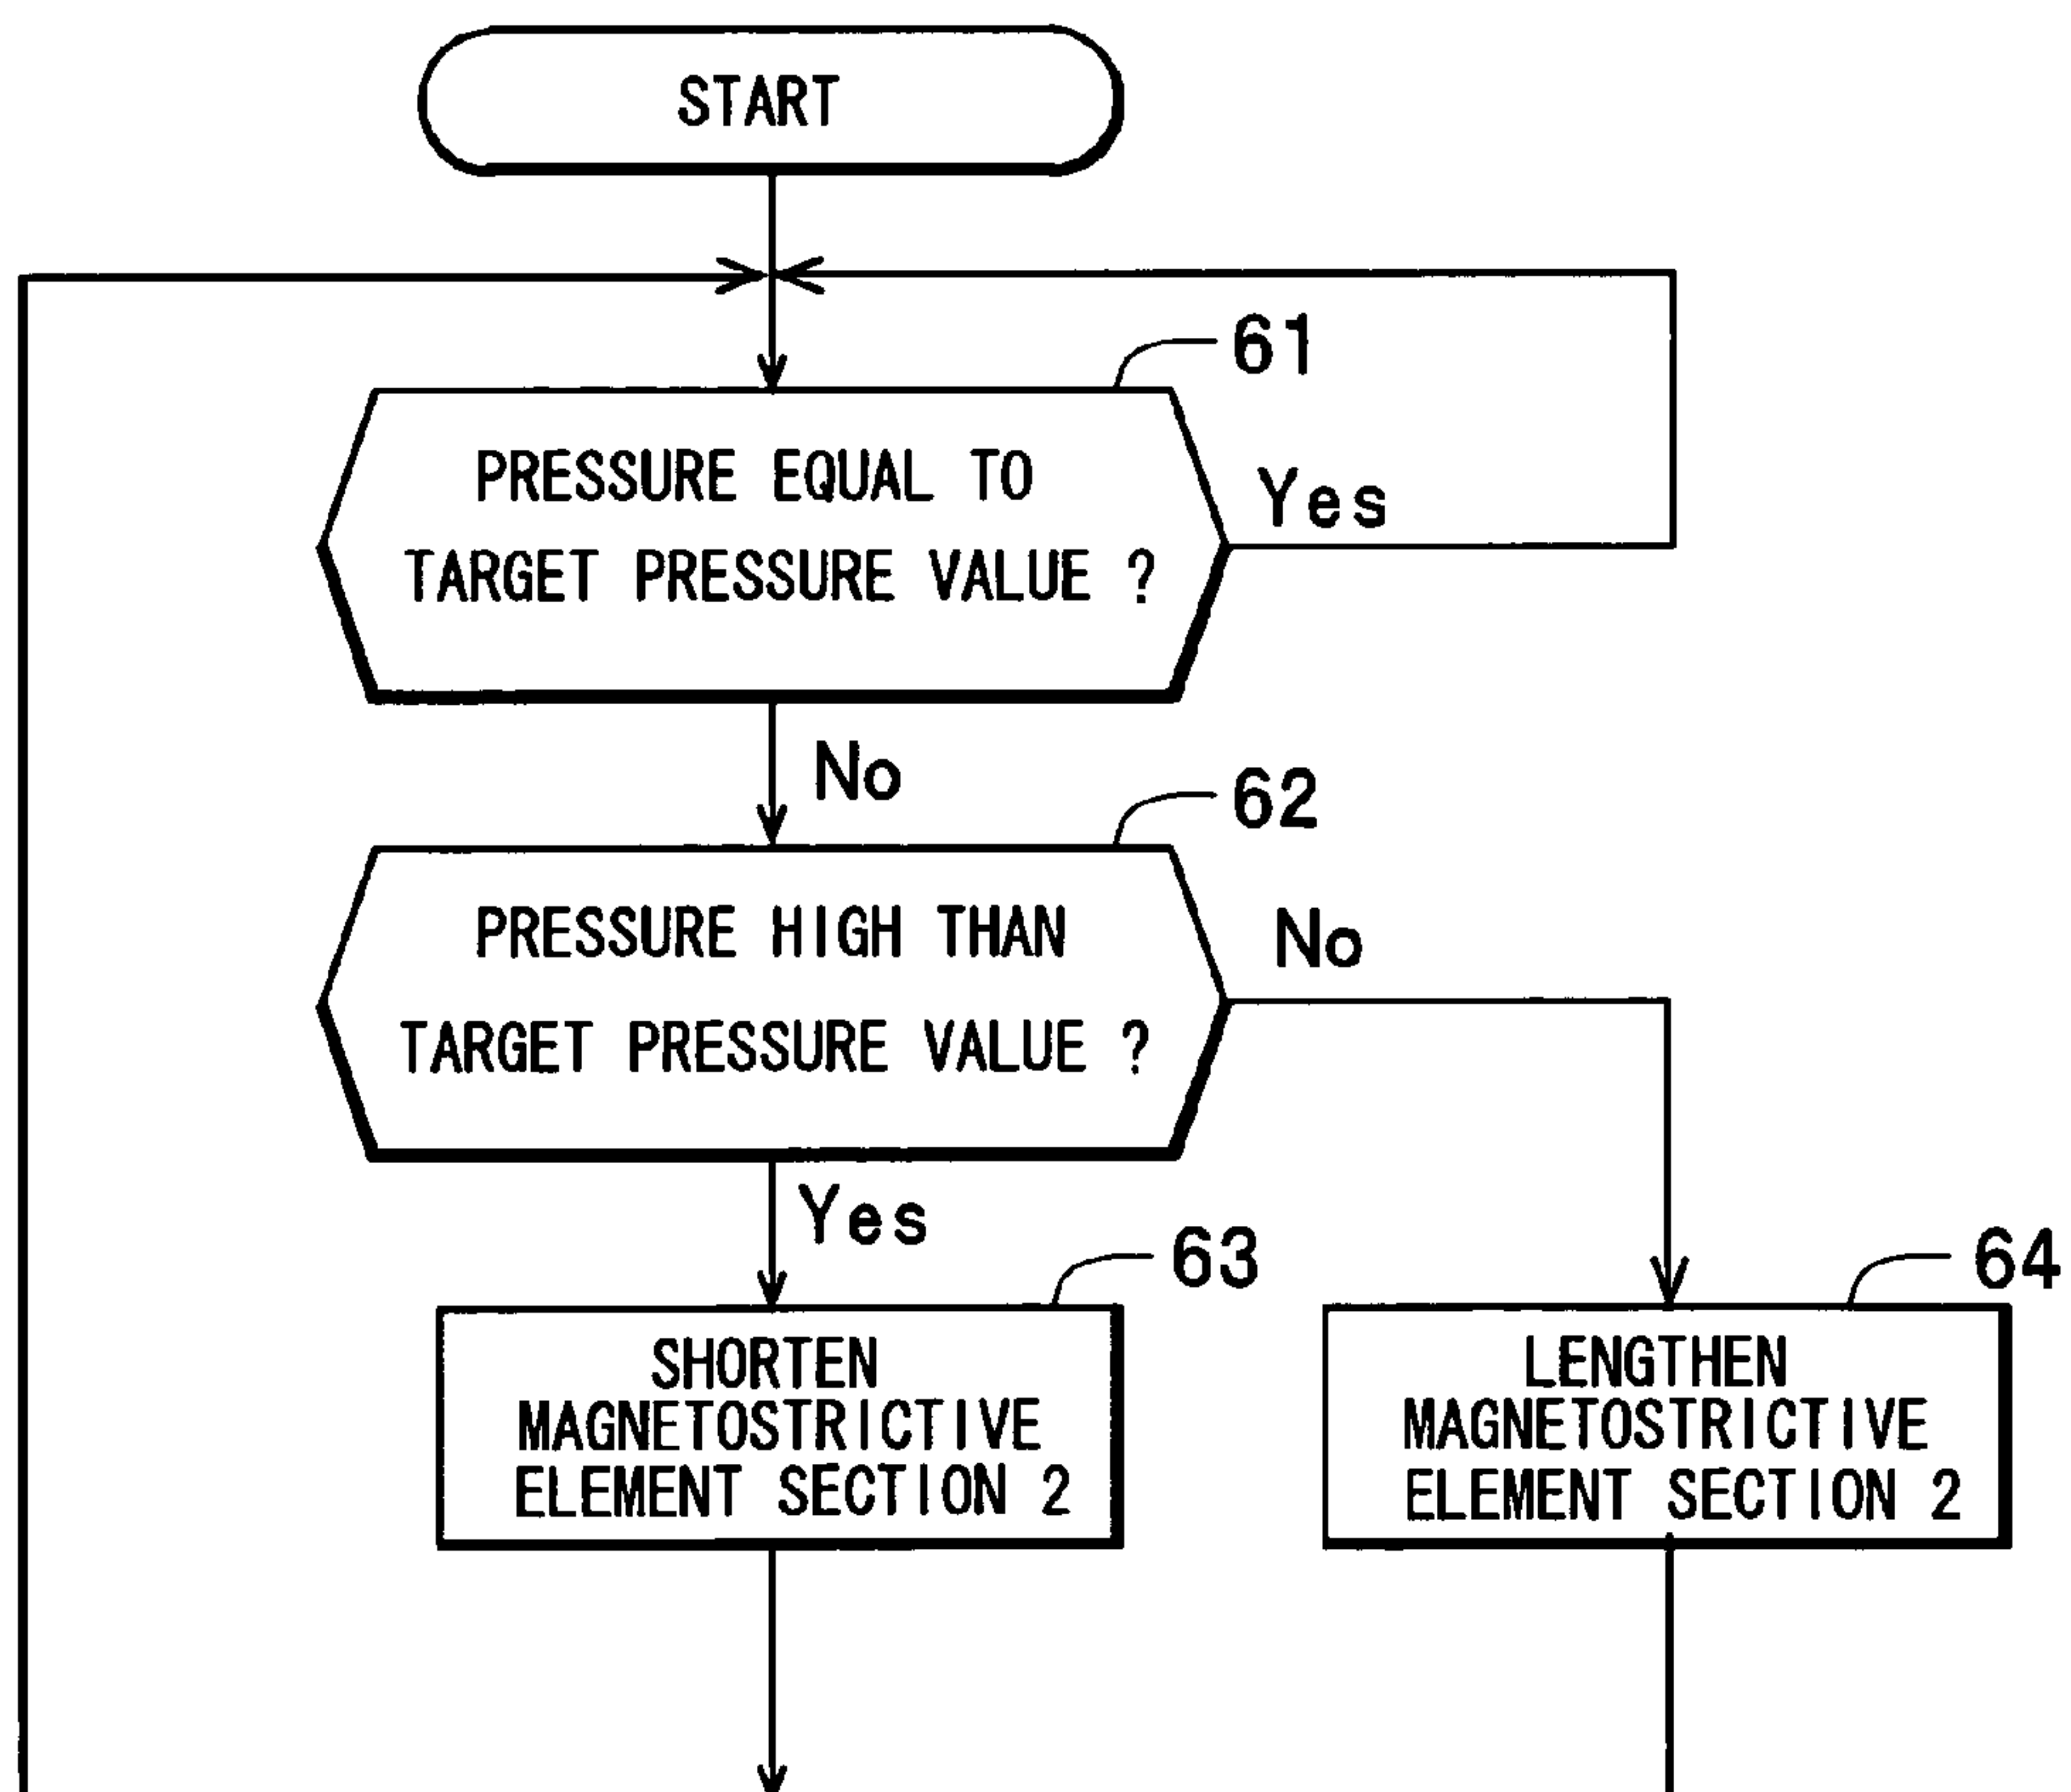 START
61
PRESSURE EQUAL TO
TARGET PRESSURE VALUE ?
Yes
No
62
PRESSURE HIGH THAN
TARGET PRESSURE VALUE ?
No
Yes
63
SHORTEN
MAGNETOSTRICTIVE
ELEMENT SECTION 2
64
LENGTHEN
MAGNETOSTRICTIVE
ELEMENT SECTION 2